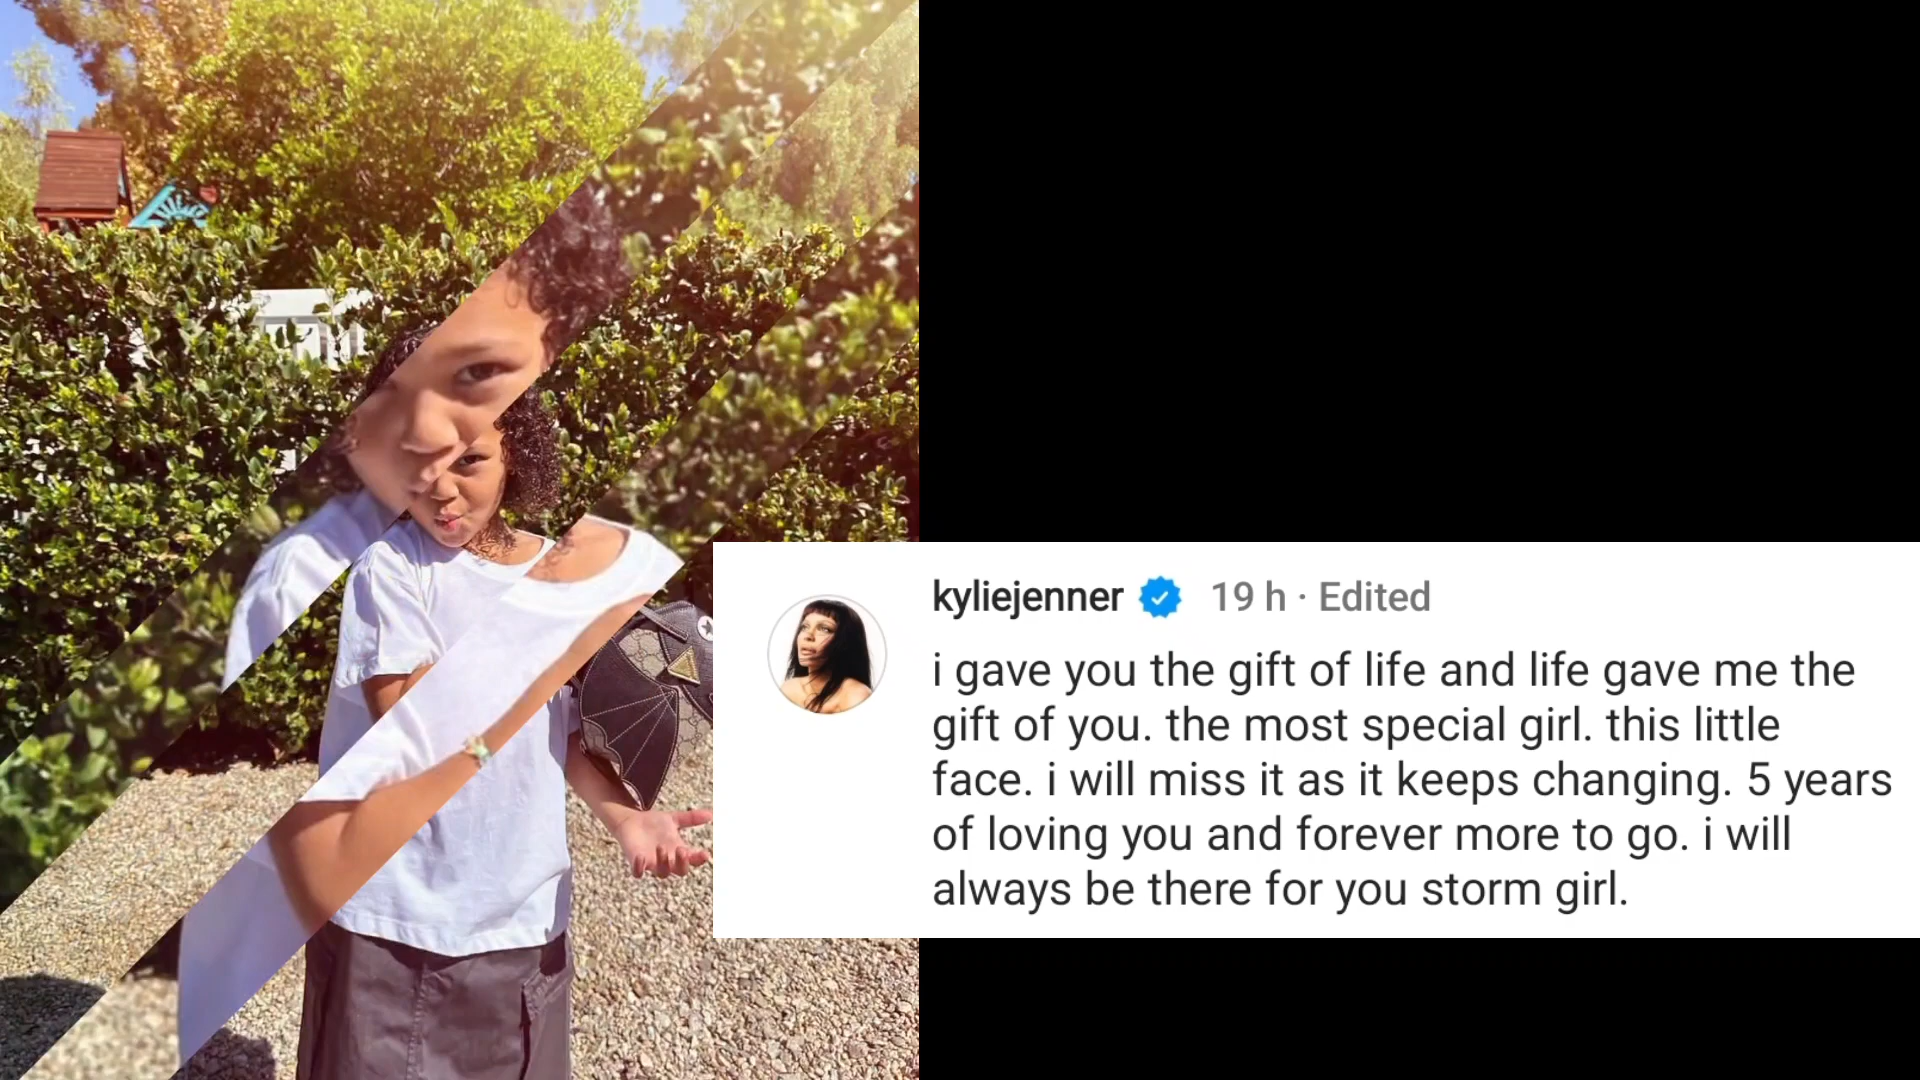 kyliejenner 19 h · Edited
i gave you the gift of life and life gave me the
gift of you. the most special girl. this little
face. i will miss it as it keeps changing. 5 years
of loving you and forever more to go. i will
always be there for you storm girl.